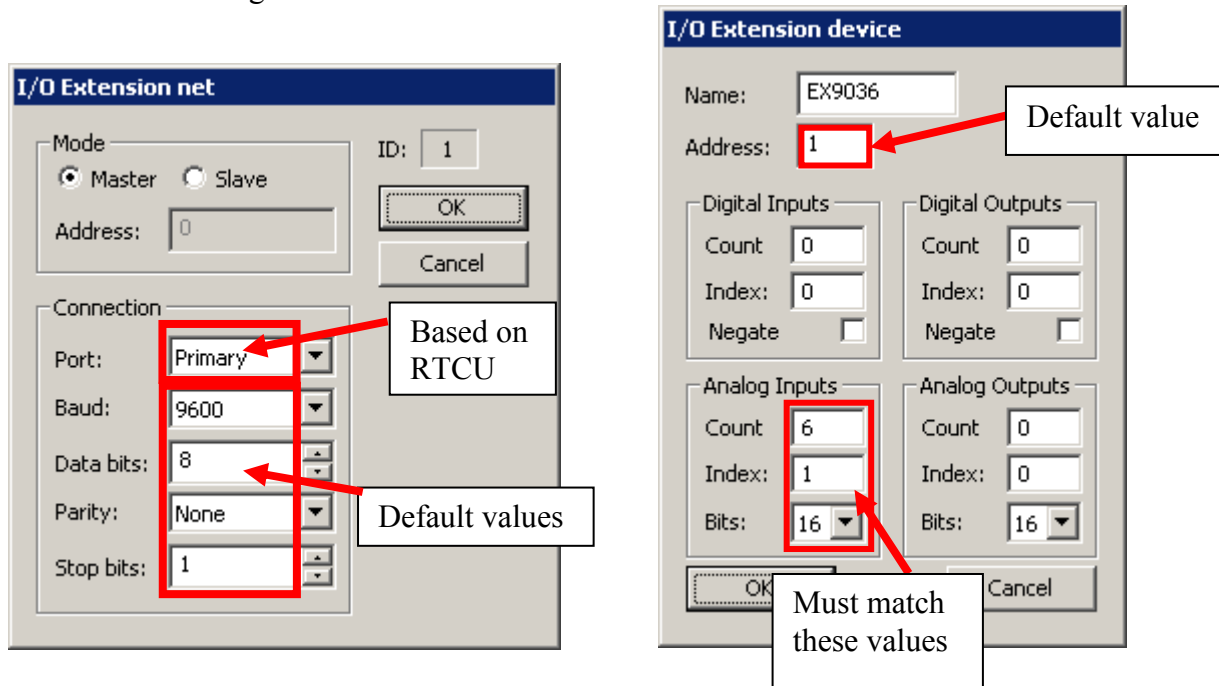 I/O Extension net
Mode
Master Slave
Address: 0
ID: 1
OK
Cancel
Connection
Port: Primary
Baud: 9600
Data bits: 8
Parity: None
Stop bits: 1
Based on
RTCU
Default values
I/O Extension device
Name: EX9036
Address: 1
Default value
Digital Inputs
Count 0
Index: 0
Negate
Digital Outputs
Count 0
Index: 0
Negate
Analog Inputs
Count 6
Index: 1
Bits: 16
Analog Outputs
Count 0
Index: 0
Bits: 16
OK
Cancel
Must match
these values